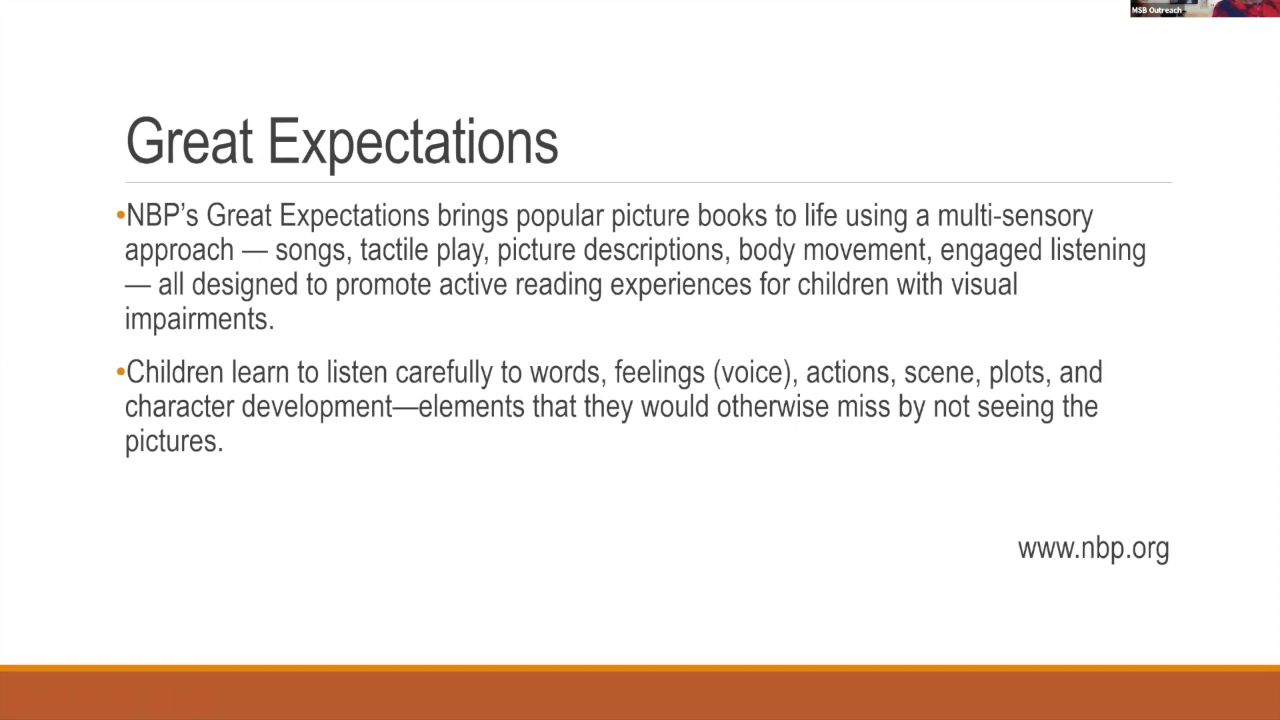 MSB Outreach
Great Expectations
•NBP’s Great Expectations brings popular picture books to life using a multi-sensory
approach — songs, tactile play, picture descriptions, body movement, engaged listening
— all designed to promote active reading experiences for children with visual
impairments.
•Children learn to listen carefully to words, feelings (voice), actions, scene, plots, and
character development—elements that they would otherwise miss by not seeing the
pictures.
www.nbp.org